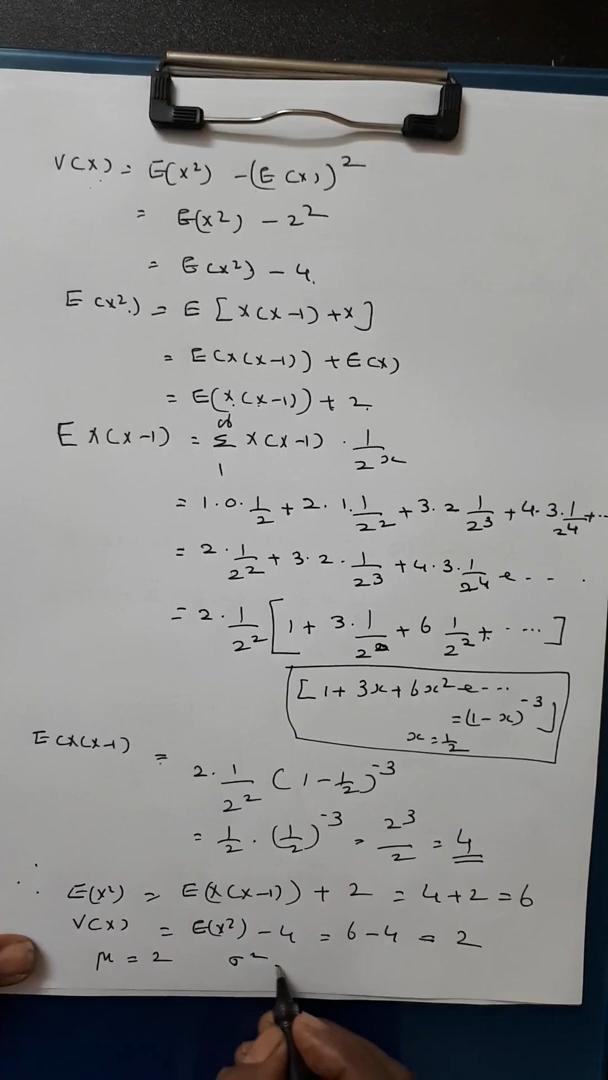 V(X) = E(X²) - (E(X))²
= E(X²) - 2²
= E(X²) - 4.
E(X²) = E[X(X-1)+X]
= E(X(X-1)) + E(X)
= E(X(X-1)) + 2.
E X(X-1) = ∞ Σ 1 X(X-1) · 1/2^x
= 1.0. 1/2 + 2.1. 1/2² + 3.2 1/2³ + 4.3. 1/2⁴ + ..
= 2. 1/2² + 3.2. 1/2³ + 4.3. 1/2⁴ + - - .
= 2. 1/2² [1 + 3. 1/2 + 6 1/2² + - ...]
[1 + 3x + 6x² + - ...
= (1-x)⁻³]
x = 1/2
E(X(X-1) = 2. 1/2² (1 - 1/2)⁻³
= 1/2 . (1/2)⁻³ = 2³/2 = 4
∴ E(X²) = E(X(X-1)) + 2 = 4+2 = 6
V(X) = E(X²) - 4 = 6-4 = 2
μ = 2 σ²